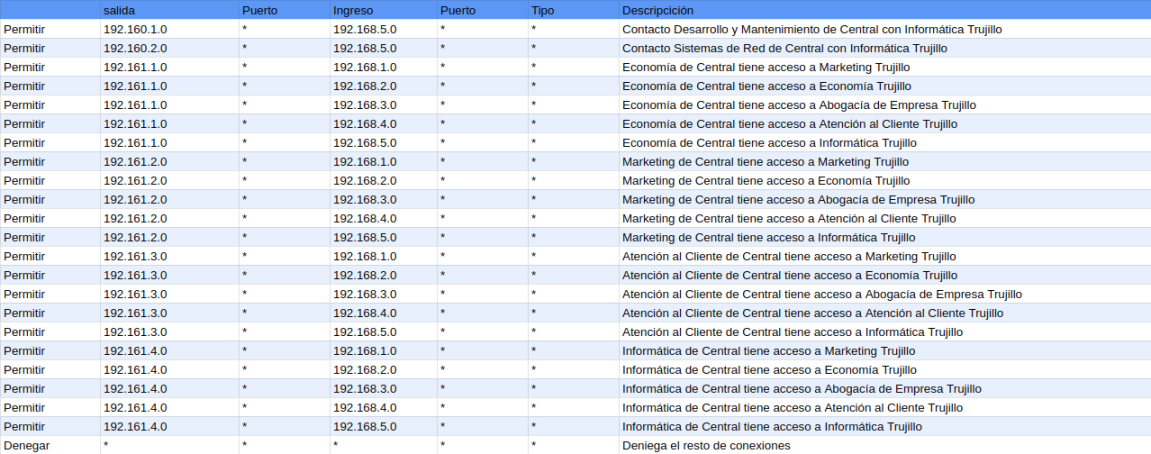 salida Puerto Ingreso Puerto Tipo Descripcición
Permitir 192.160.1.0 * 192.168.5.0 * * Contacto Desarrollo y Mantenimiento de Central con Informática Trujillo
Permitir 192.160.2.0 * 192.168.5.0 * * Contacto Sistemas de Red de Central con Informática Trujillo
Permitir 192.161.1.0 * 192.168.1.0 * * Economía de Central tiene acceso a Marketing Trujillo
Permitir 192.161.1.0 * 192.168.2.0 * * Economía de Central tiene acceso a Economía Trujillo
Permitir 192.161.1.0 * 192.168.3.0 * * Economía de Central tiene acceso a Abogacía de Empresa Trujillo
Permitir 192.161.1.0 * 192.168.4.0 * * Economía de Central tiene acceso a Atención al Cliente Trujillo
Permitir 192.161.1.0 * 192.168.5.0 * * Economía de Central tiene acceso a Informática Trujillo
Permitir 192.161.2.0 * 192.168.1.0 * * Marketing de Central tiene acceso a Marketing Trujillo
Permitir 192.161.2.0 * 192.168.2.0 * * Marketing de Central tiene acceso a Economía Trujillo
Permitir 192.161.2.0 * 192.168.3.0 * * Marketing de Central tiene acceso a Abogacía de Empresa Trujillo
Permitir 192.161.2.0 * 192.168.4.0 * * Marketing de Central tiene acceso a Atención al Cliente Trujillo
Permitir 192.161.2.0 * 192.168.5.0 * * Marketing de Central tiene acceso a Informática Trujillo
Permitir 192.161.3.0 * 192.168.1.0 * * Atención al Cliente de Central tiene acceso a Marketing Trujillo
Permitir 192.161.3.0 * 192.168.2.0 * * Atención al Cliente de Central tiene acceso a Economía Trujillo
Permitir 192.161.3.0 * 192.168.3.0 * * Atención al Cliente de Central tiene acceso a Abogacía de Empresa Trujillo
Permitir 192.161.3.0 * 192.168.4.0 * * Atención al Cliente de Central tiene acceso a Atención al Cliente Trujillo
Permitir 192.161.3.0 * 192.168.5.0 * * Atención al Cliente de Central tiene acceso a Informática Trujillo
Permitir 192.161.4.0 * 192.168.1.0 * * Informática de Central tiene acceso a Marketing Trujillo
Permitir 192.161.4.0 * 192.168.2.0 * * Informática de Central tiene acceso a Economía Trujillo
Permitir 192.161.4.0 * 192.168.3.0 * * Informática de Central tiene acceso a Abogacía de Empresa Trujillo
Permitir 192.161.4.0 * 192.168.4.0 * * Informática de Central tiene acceso a Atención al Cliente Trujillo
Permitir 192.161.4.0 * 192.168.5.0 * * Informática de Central tiene acceso a Informática Trujillo
Denegar * * * * * Deniega el resto de conexiones